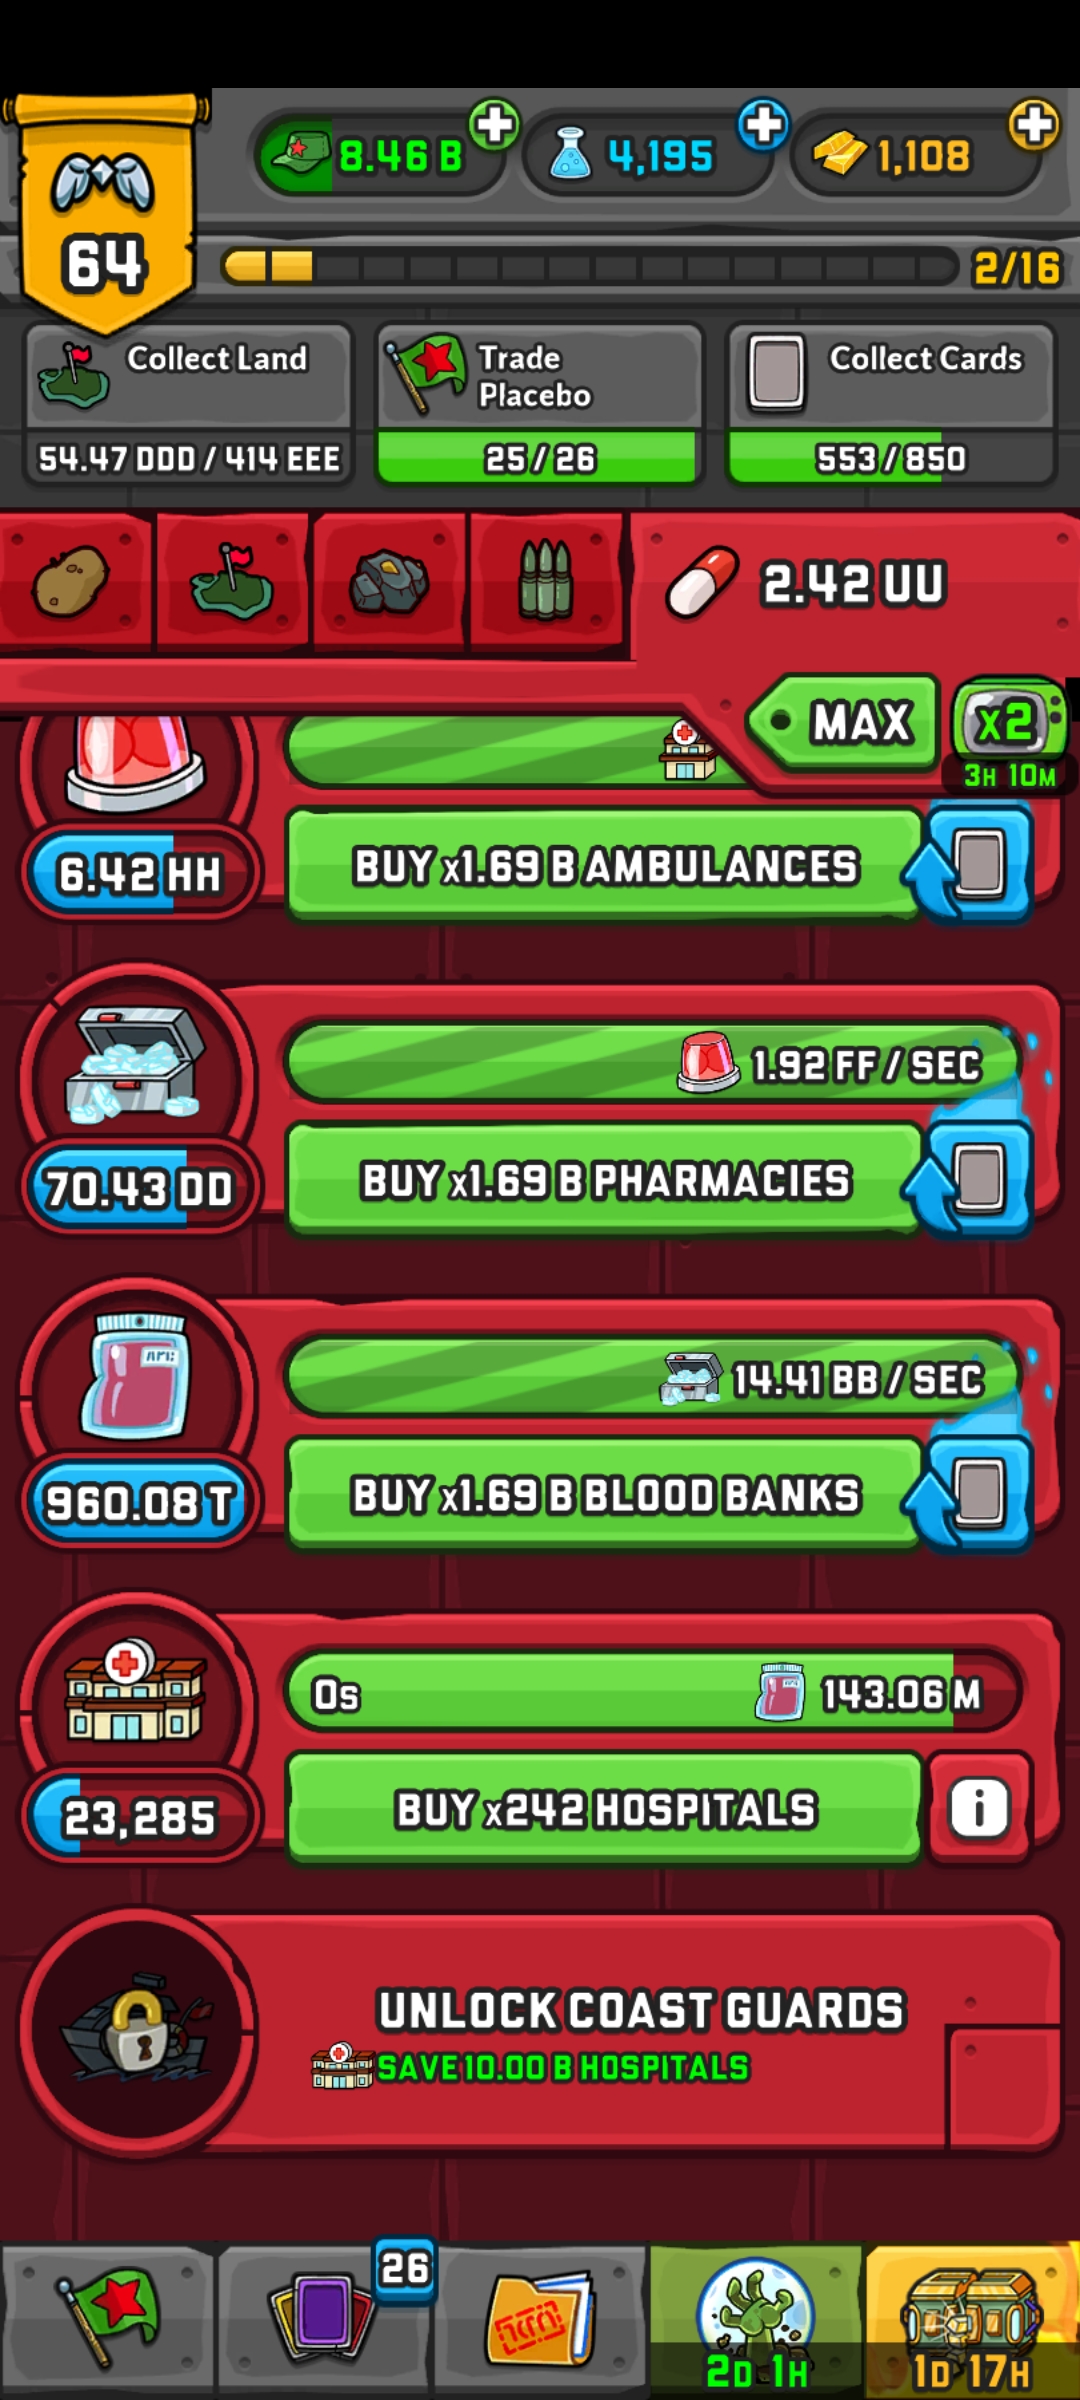 8.46 B
4,195
1,108
64
2/16
Collect Land
54.47 DDD / 414 EEE
Trade
Placebo
25 / 26
Collect Cards
553 / 850
2.42 UU
MAX
x2
3H 10M
6.42 HH
BUY x1.69 B AMBULANCES
1.92 FF / SEC
70.43 DD
BUY x1.69 B PHARMACIES
14.41 BB / SEC
960.08 T
BUY x1.69 B BLOOD BANKS
0s
143.06 M
23,285
BUY x242 HOSPITALS
i
UNLOCK COAST GUARDS
SAVE 10.00 B HOSPITALS
26
2D 1H
1D 17H